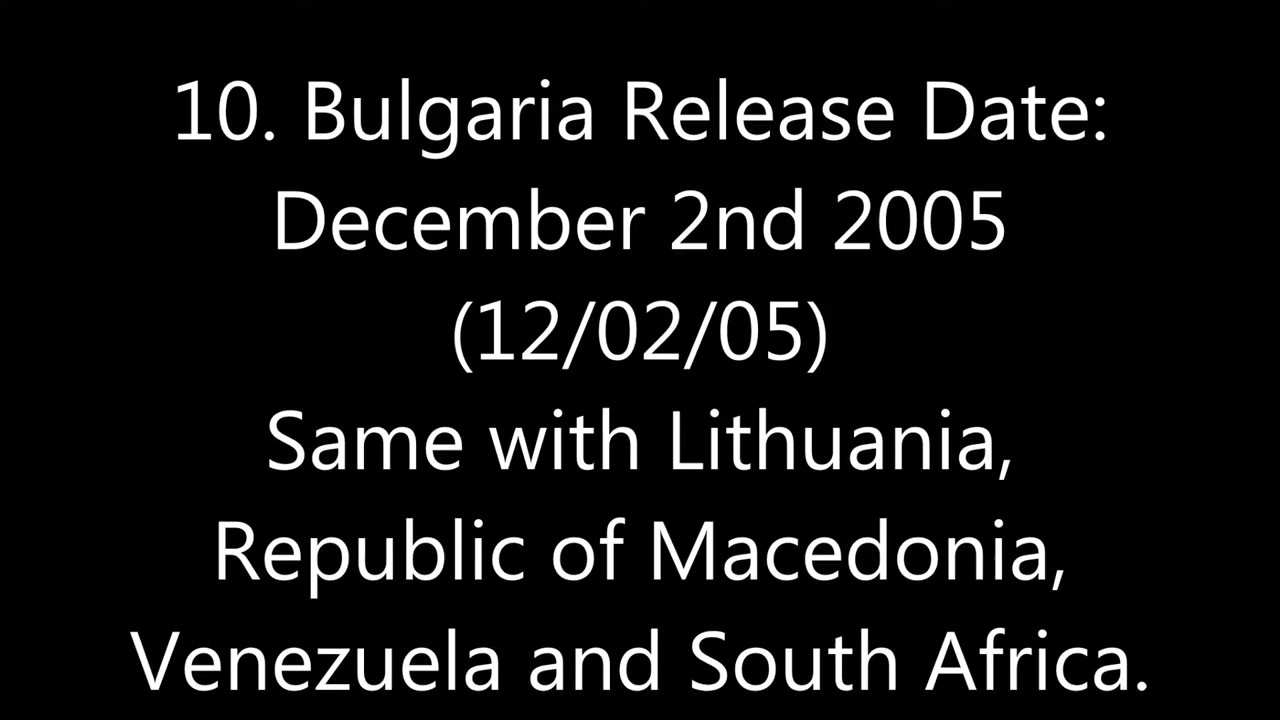 10. Bulgaria Release Date:
December 2nd 2005
(12/02/05)
Same with Lithuania,
Republic of Macedonia,
Venezuela and South Africa.